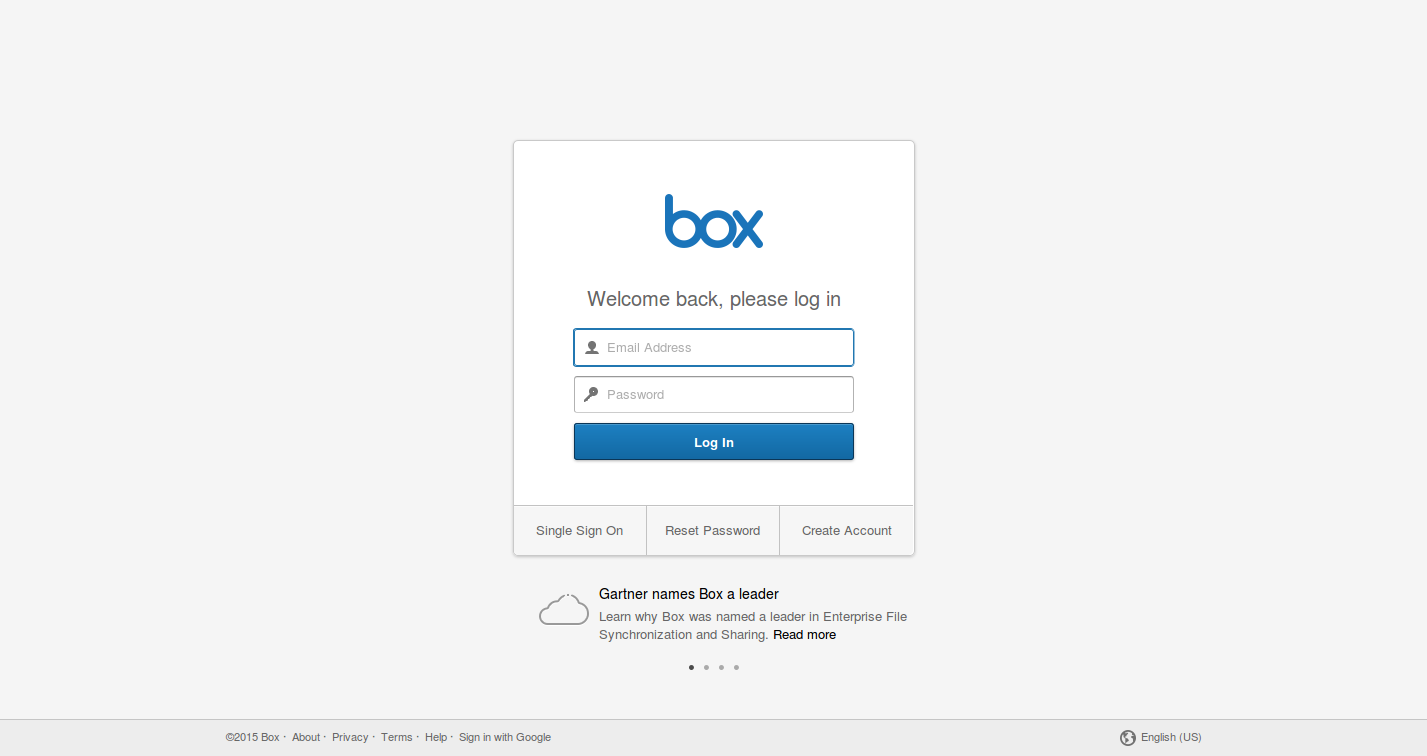 box
Welcome back, please log in
Email Address
Password
Log In
Single Sign On Reset Password Create Account
Gartner names Box a leader
Learn why Box was named a leader in Enterprise File
Synchronization and Sharing. Read more
©2015 Box · About · Privacy · Terms · Help · Sign in with Google English (US)